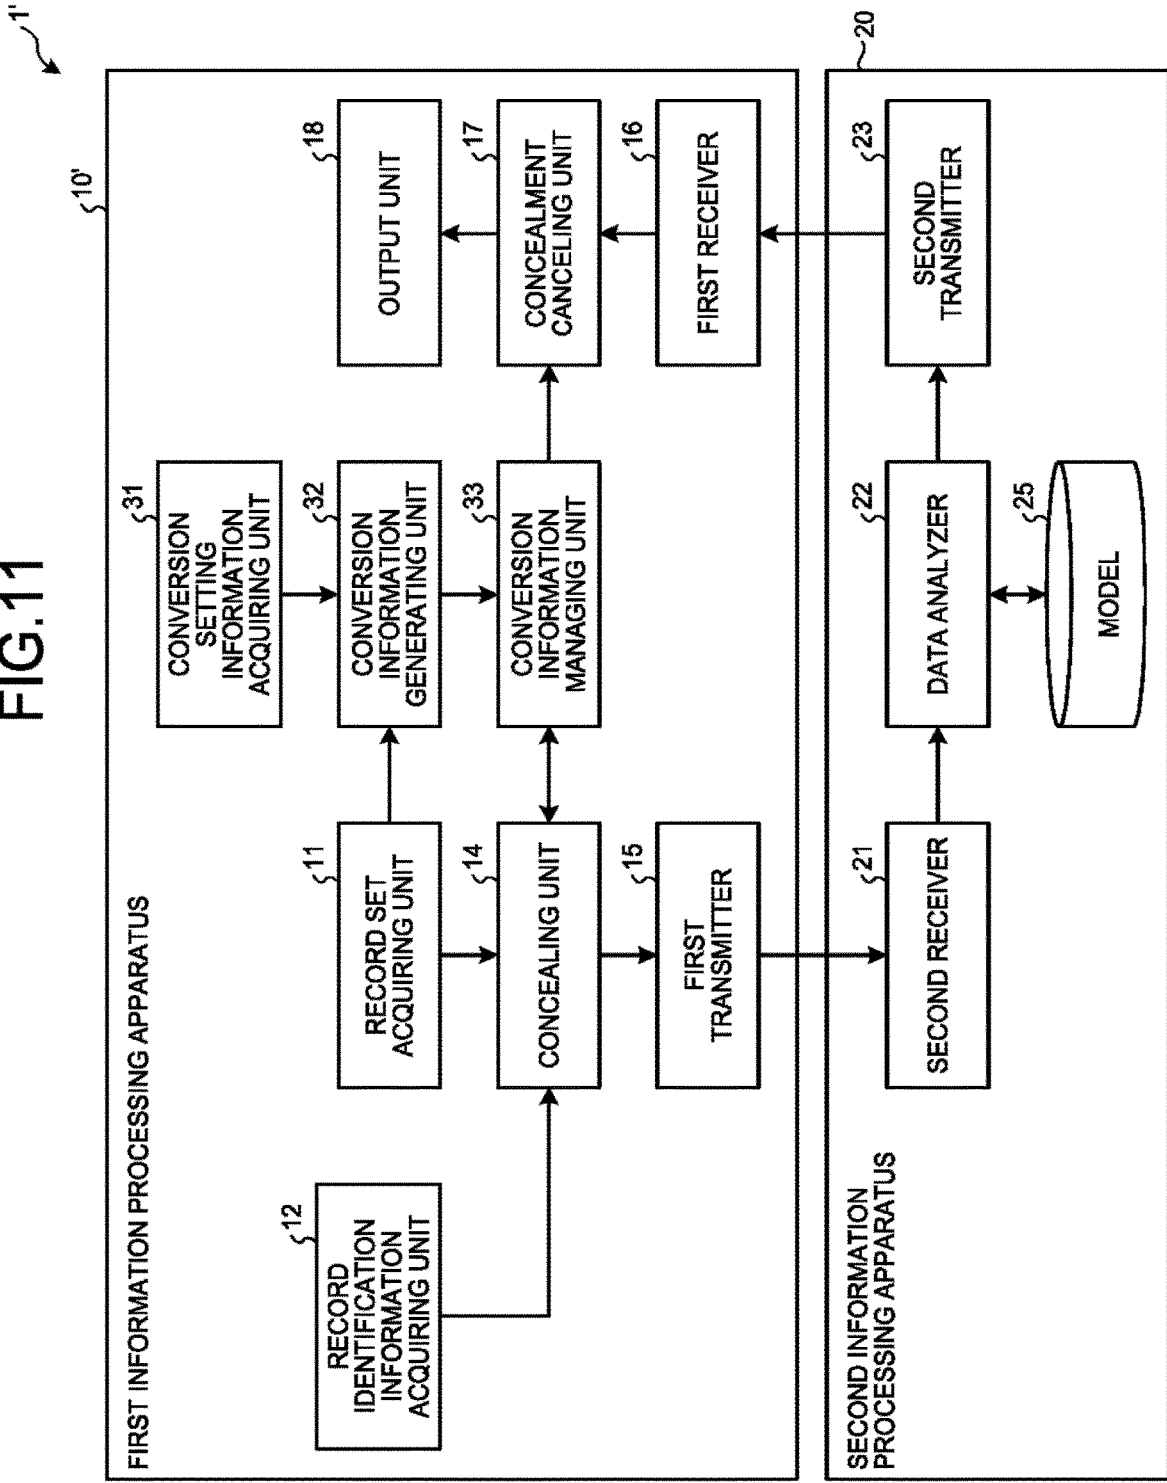 FIG.11
1'
10'
FIRST INFORMATION PROCESSING APPARATUS
31
CONVERSION
SETTING
INFORMATION
ACQUIRING UNIT
12
RECORD
IDENTIFICATION
INFORMATION
ACQUIRING UNIT
11
RECORD SET
ACQUIRING UNIT
32
CONVERSION
INFORMATION
GENERATING UNIT
18
OUTPUT UNIT
14
CONCEALING UNIT
33
CONVERSION
INFORMATION
MANAGING UNIT
17
CONCEALMENT
CANCELING UNIT
15
FIRST
TRANSMITTER
16
FIRST RECEIVER
20
SECOND INFORMATION
PROCESSING APPARATUS
21
SECOND RECEIVER
22
DATA ANALYZER
23
SECOND
TRANSMITTER
25
MODEL